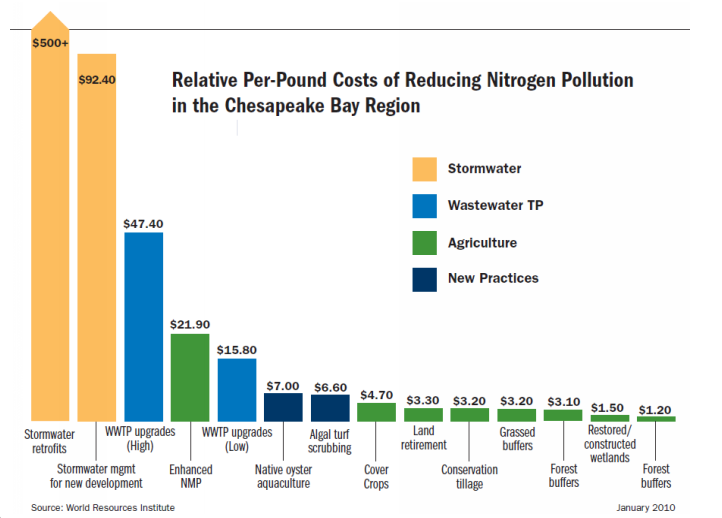 $500+
$92.40
Relative Per-Pound Costs of Reducing Nitrogen Pollution
in the Chesapeake Bay Region
Stormwater
Wastewater TP
Agriculture
New Practices
$47.40
$21.90
$15.80
$7.00
$6.60
$4.70
$3.30
$3.20
$3.20
$3.10
$1.50
$1.20
Stormwater
retrofits
Stormwater mgmt
for new development
WWTP upgrades
(High)
Enhanced
NMP
WWTP upgrades
(Low)
Native oyster
aquaculture
Algal turf
scrubbing
Cover
Crops
Land
retirement
Conservation
tillage
Grassed
buffers
Forest
buffers
Restored/
constructed
wetlands
Forest
buffers
Source: World Resources Institute
January 2010